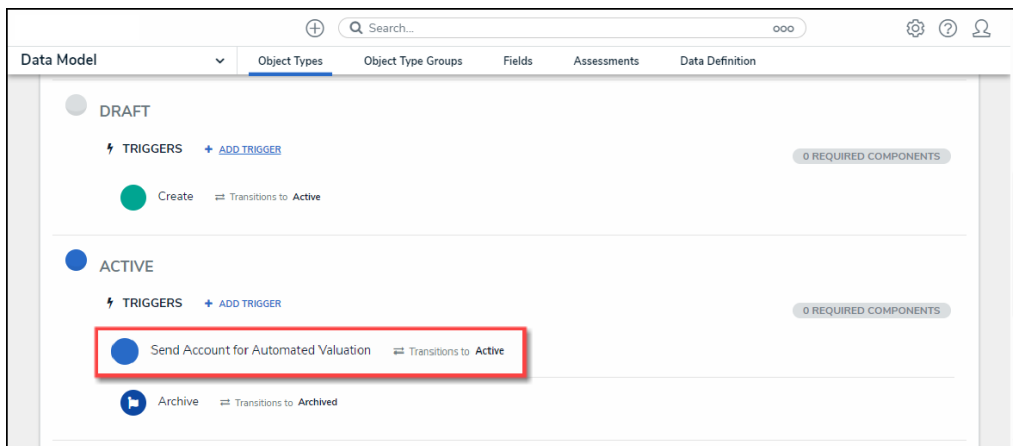 Search...
Data Model Object Types Object Type Groups Fields Assessments Data Definition
DRAFT
TRIGGERS + ADD TRIGGER
0 REQUIRED COMPONENTS
Create Transitions to Active
ACTIVE
TRIGGERS + ADD TRIGGER
0 REQUIRED COMPONENTS
Send Account for Automated Valuation Transitions to Active
Archive Transitions to Archived